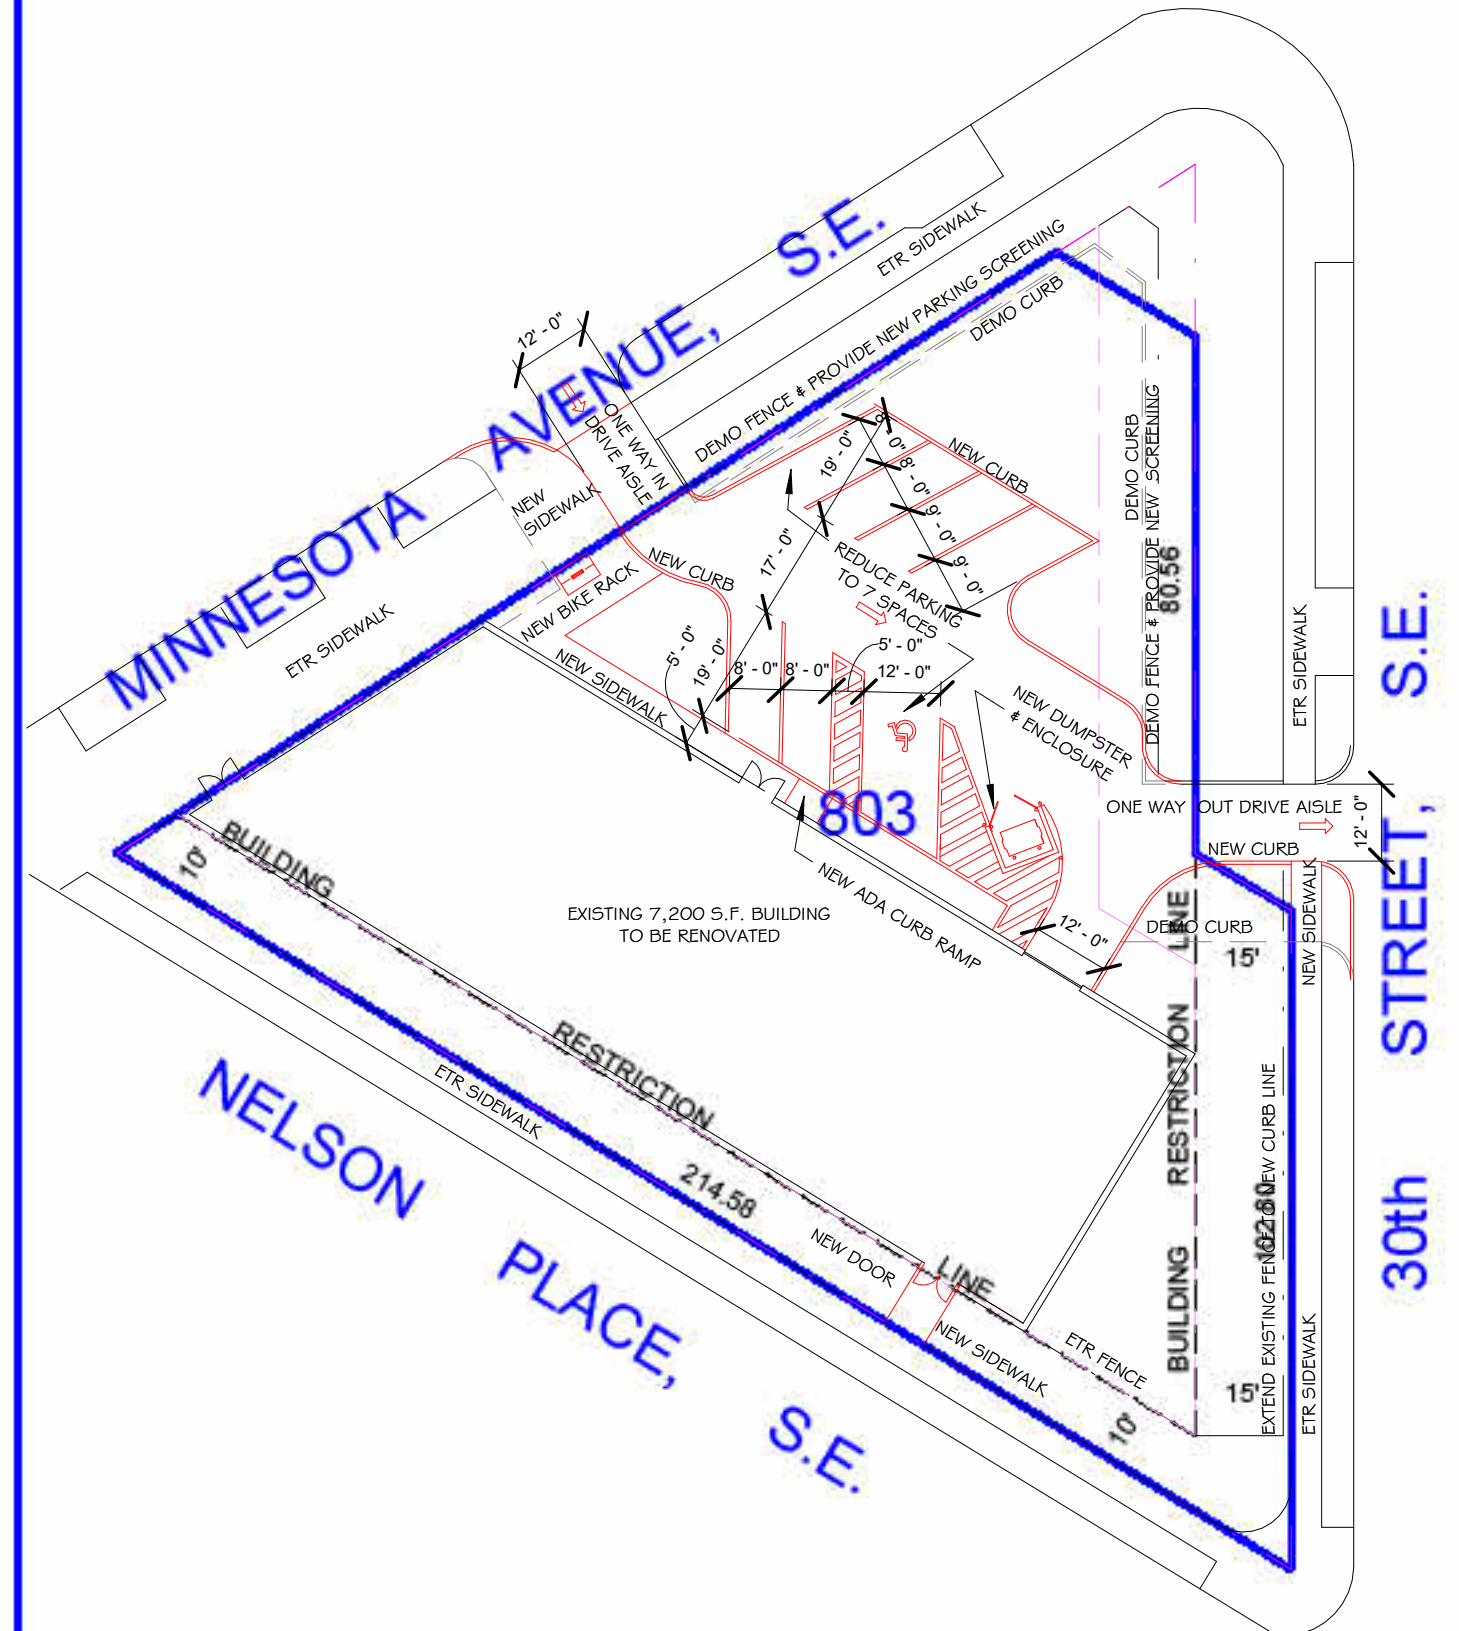 MINNESOTA AVENUE, S.E.
ETR SIDEWALK
DEMO FENCE & PROVIDE NEW PARKING SCREENING
DEMO CURB
12' - 0"
ONE WAY IN
DRIVE AISLE
NEW
SIDEWALK
ETR SIDEWALK
NEW BIKE RACK
NEW CURB
NEW SIDEWALK
NEW CURB
19' - 0"
8' - 0"
9' - 0"
9' - 0"
17' - 0"
REDUCE PARKING
TO 7 SPACES
5' - 0"
19' - 0"
8' - 0"
8' - 0"
5' - 0"
12' - 0"
NEW DUMPSTER
& ENCLOSURE
DEMO CURB
DEMO FENCE & PROVIDE NEW SCREENING
80.56
ETR SIDEWALK
803
ONE WAY OUT DRIVE AISLE
12' - 0"
NEW CURB
NEW SIDEWALK
NEW ADA CURB RAMP
12' - 0"
DEMO CURB
15'
EXISTING 7,200 S.F. BUILDING
TO BE RENOVATED
BUILDING RESTRICTION LINE
10'
BUILDING RESTRICTION LINE
EXTEND EXISTING FENCE TO NEW CURB LINE
15'
ETR SIDEWALK
30th STREET, S.E.
ETR SIDEWALK
214.58
NEW DOOR
NEW SIDEWALK
ETR FENCE
10'
NELSON PLACE, S.E.